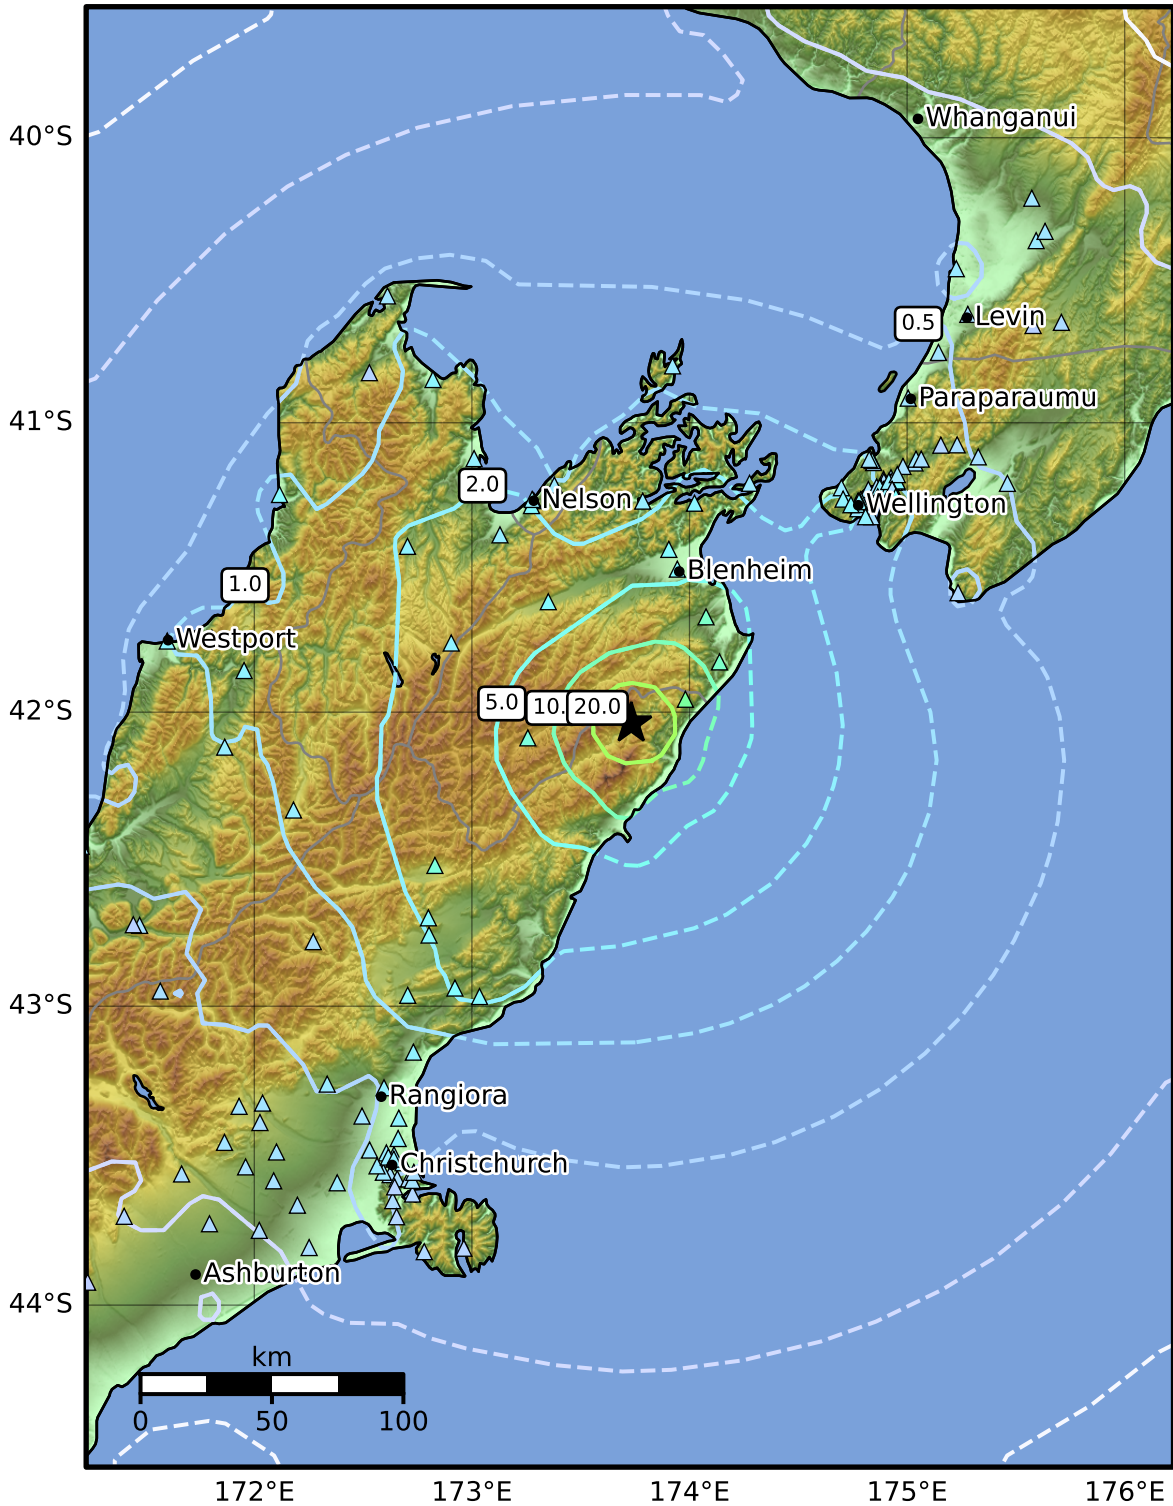 Whanganui
40°S
0.5
Levin
Paraparaumu
41°S
2.0
Nelson
Wellington
Blenheim
1.0
Westport
5.0
10.
20.0
42°S
43°S
Rangiora
Christchurch
Ashburton
44°S
km
0
50
100
172°E
173°E
174°E
175°E
176°E